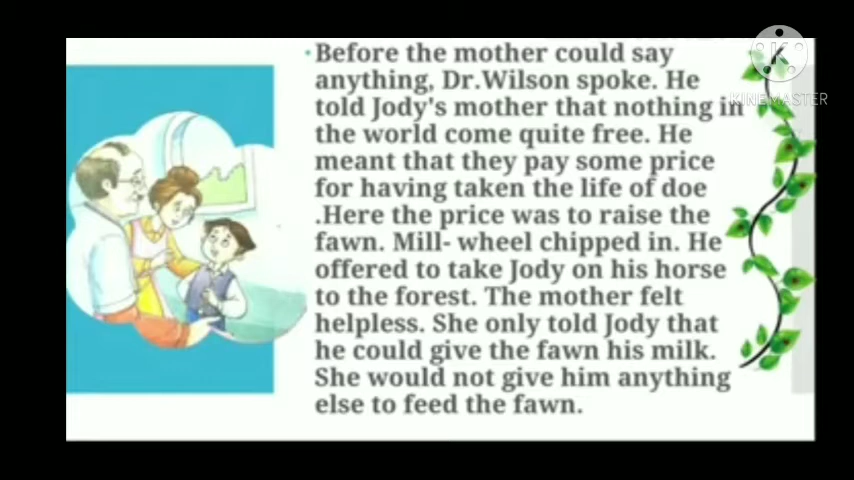 Before the mother could say
anything, Dr.Wilson spoke. He
told Jody's mother that nothing in
the world come quite free. He
meant that they pay some price
for having taken the life of doe
.Here the price was to raise the
fawn. Mill- wheel chipped in. He
offered to take Jody on his horse
to the forest. The mother felt
helpless. She only told Jody that
he could give the fawn his milk.
She would not give him anything
else to feed the fawn.
K
KINEMASTER